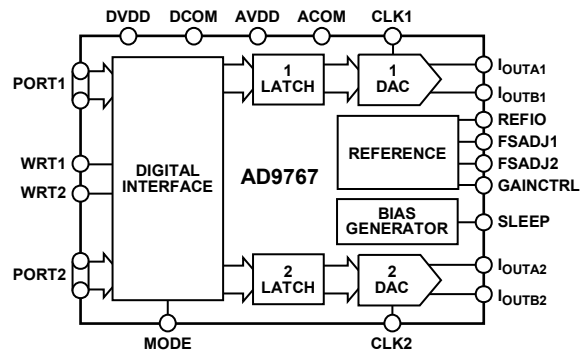 DVDD DCOM AVDD ACOM CLK1
PORT1
1
LATCH
1
DAC
IOUTA1
IOUTB1
REFIO
FSADJ1
FSADJ2
GAINCTRL
REFERENCE
WRT1
WRT2
DIGITAL
INTERFACE
AD9767
BIAS
GENERATOR
SLEEP
PORT2
2
LATCH
2
DAC
IOUTA2
IOUTB2
MODE CLK2